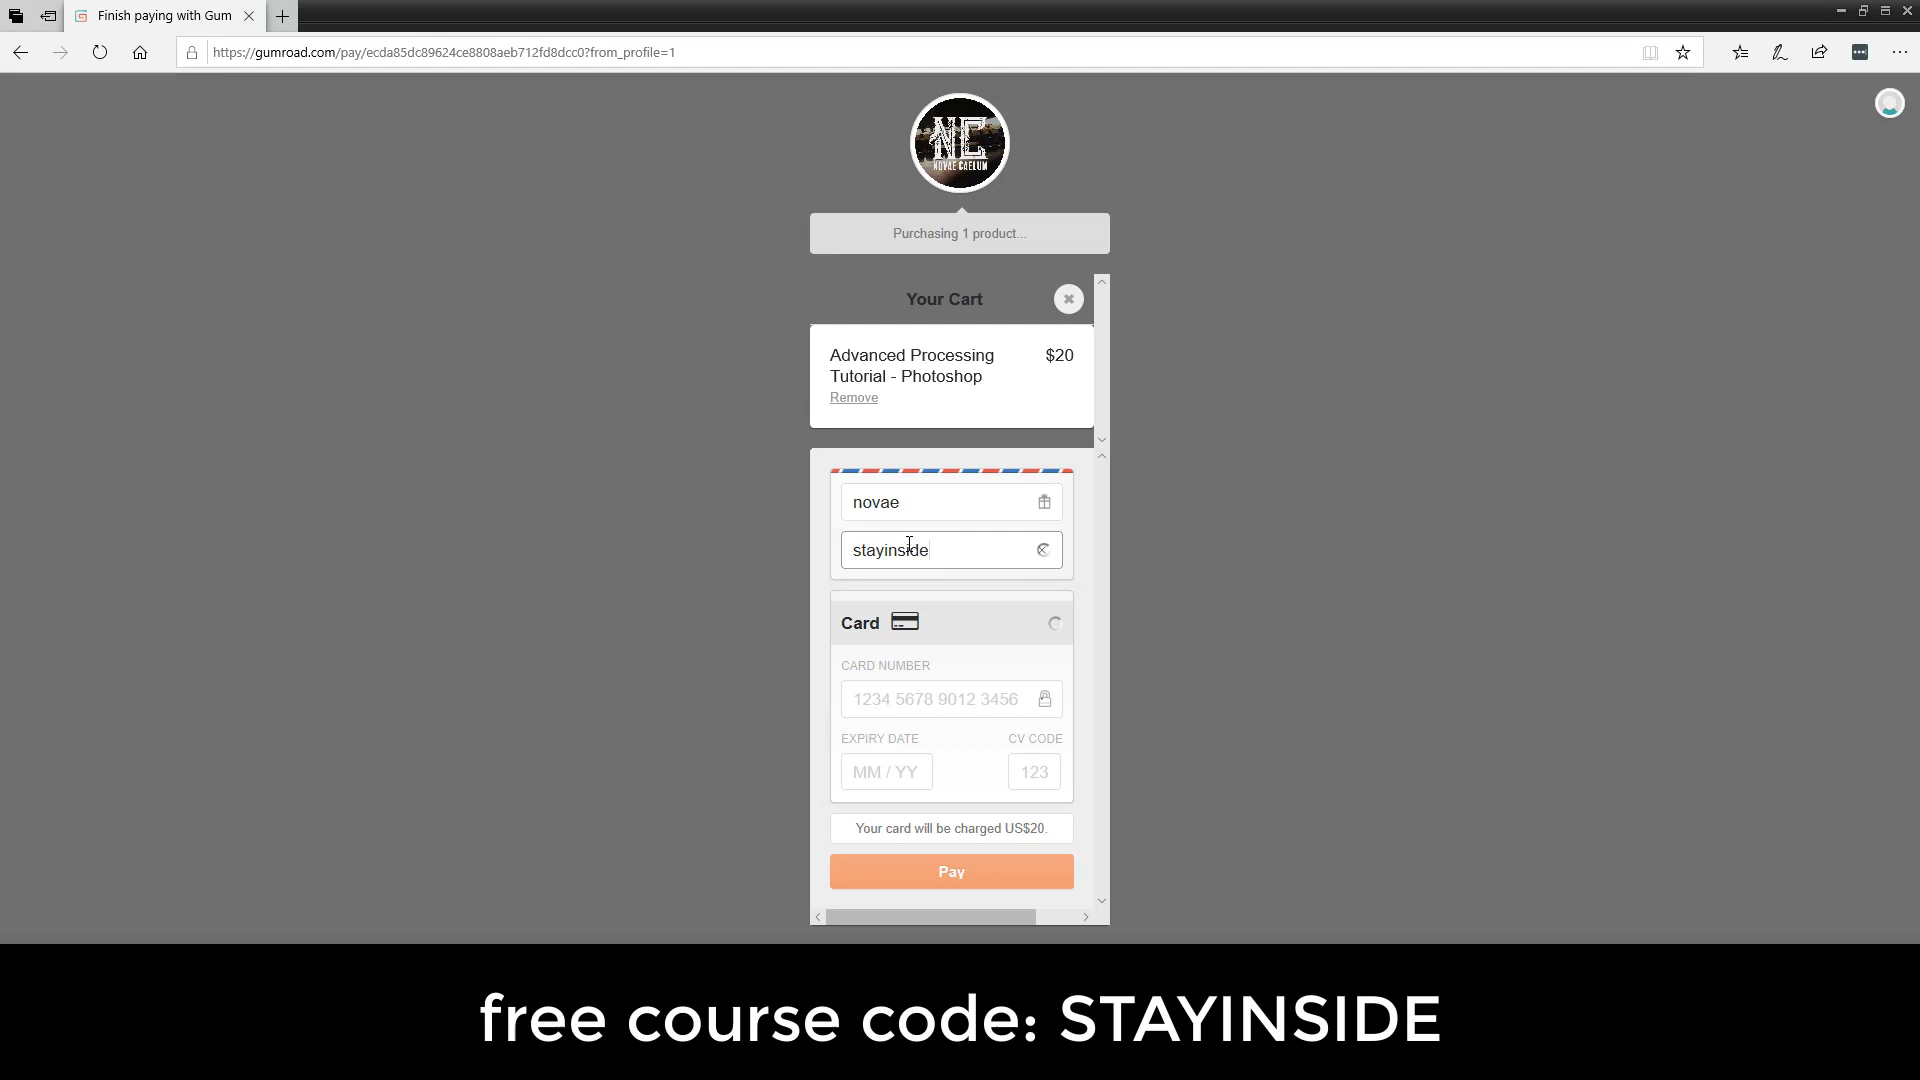 Finish paying with Gum
https://gumroad.com/pay/ecda85dc89624ce8808aeb712fd8dcc0?from_profile=1
NE
NOVAE CAELUM
Purchasing 1 product...
Your Cart
Advanced Processing $20
Tutorial - Photoshop
Remove
novae
stayinside
Card
CARD NUMBER
1234 5678 9012 3456
EXPIRY DATE CV CODE
MM / YY 123
Your card will be charged US$20.
Pay
free course code: STAYINSIDE